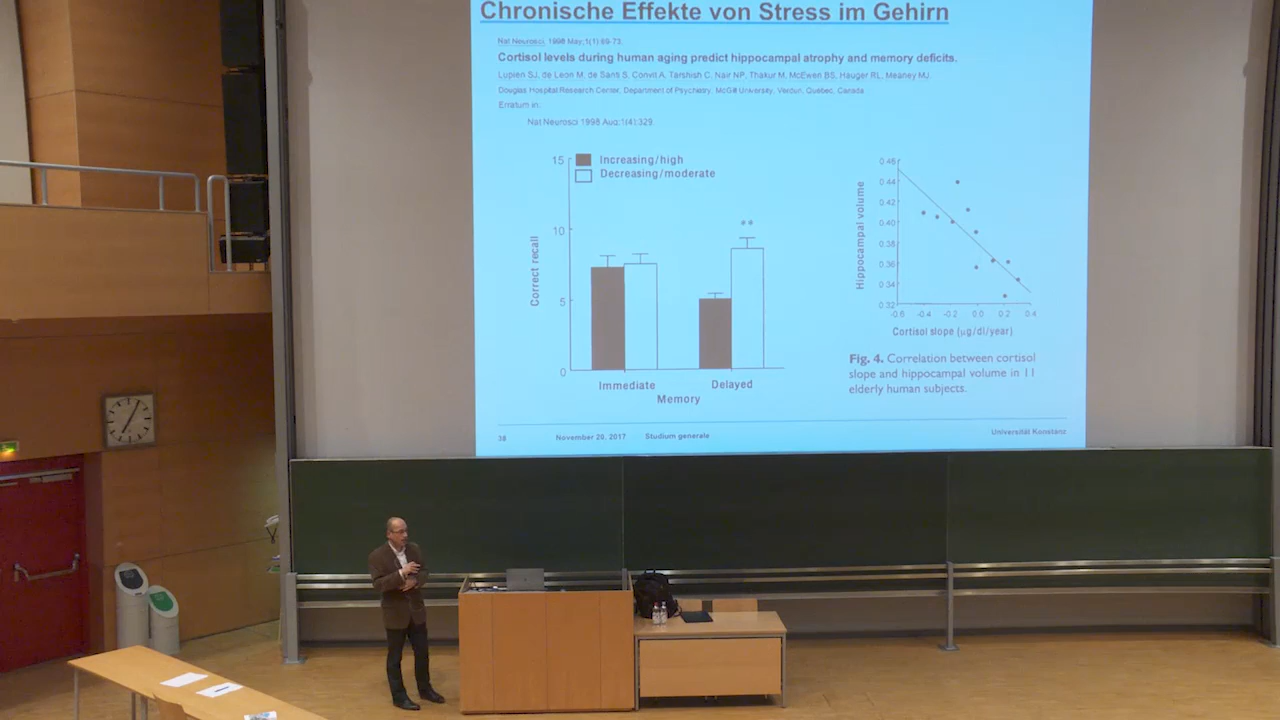 Chronische Effekte von Stress im Gehirn
Nat Neurosci. 1998 May;1(1):69-73.
Cortisol levels during human aging predict hippocampal atrophy and memory deficits.
Lupien SJ, de Leon M, de Santi S, Convit A, Tarshish C, Nair NP, Thakur M, McEwen BS, Hauger RL, Meaney MJ.
Douglas Hospital Research Center, Department of Psychiatry, McGill University, Verdun, Quebec, Canada
Erratum in:
Nat Neurosci 1998 Aug;1(4):329.
15
Increasing/high
Decreasing/moderate
10
5
0
Correct recall
**
Immediate
Delayed
Memory
0.46
0.44
0.42
0.40
0.38
0.36
0.34
0.32
Hippocampal volume
-0.6 -0.4 -0.2 0.0 0.2 0.4
Cortisol slope (µg/dl/year)
Fig. 4. Correlation between cortisol
slope and hippocampal volume in 11
elderly human subjects.
38
November 20, 2017
Studium generale
Universität Konstanz